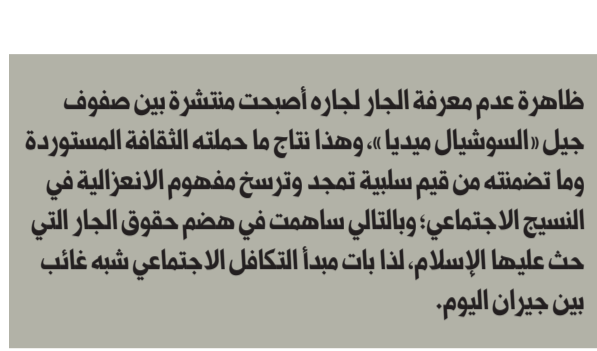 ظاهرة عدم معرفة الجار لجاره أصبحت منتشرة بين صفوف
جيل «السوشيال ميديا»، وهذا نتاج ما حملته الثقافة المستوردة
وما تضمنته من قيم سلبية تمجد وترسخ مفهوم الانعزالية في
النسيج الاجتماعي؛ وبالتالي ساهمت في هضم حقوق الجار التي
حث عليها الإسلام، لذا بات مبدأ التكافل الاجتماعي شبه غائب
بين جيران اليوم.